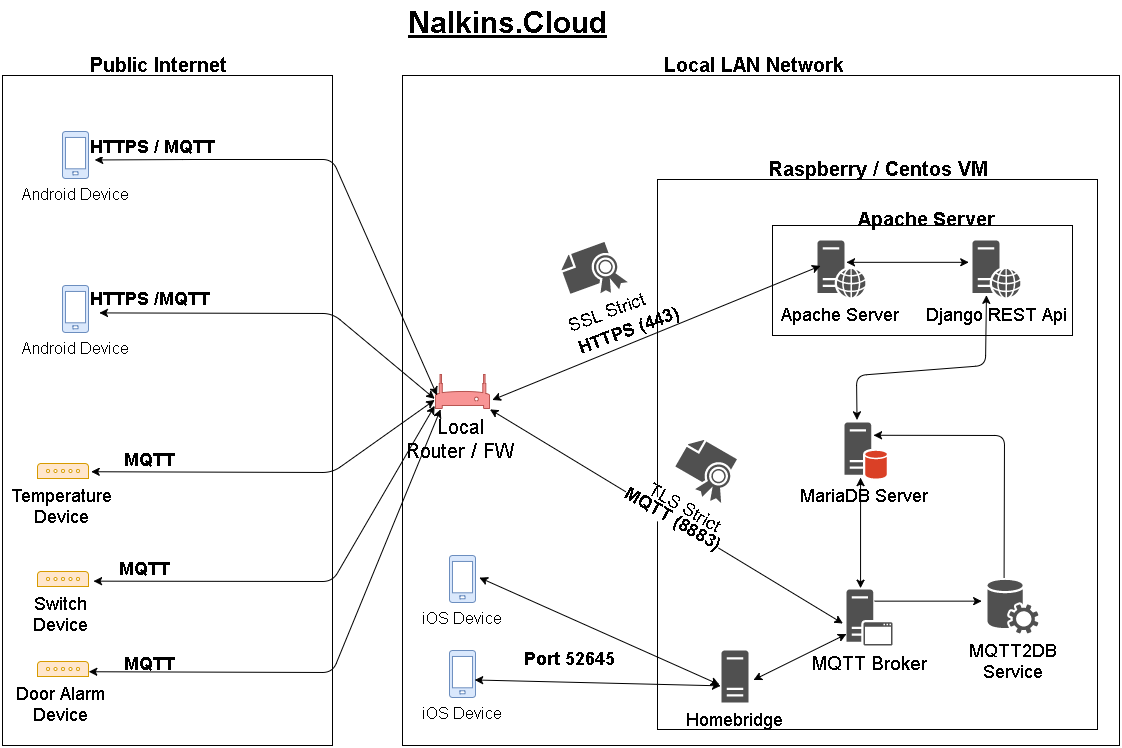 Nalkins.Cloud
Public Internet
Local LAN Network
HTTPS / MQTT
Android Device
HTTPS /MQTT
Android Device
MQTT
Temperature
Device
MQTT
Switch
Device
MQTT
Door Alarm
Device
Local
Router / FW
SSL Strict
HTTPS (443)
TLS Strict
MQTT (8883)
iOS Device
iOS Device
Port 52645
Raspberry / Centos VM
Apache Server
Apache Server
Django REST Api
MariaDB Server
MQTT Broker
MQTT2DB
Service
Homebridge